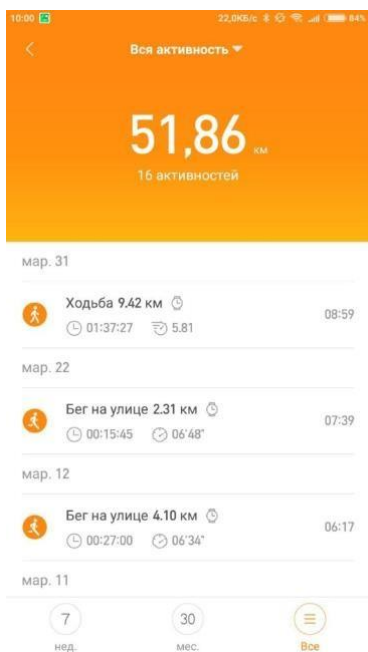 10:00 22,0КБ/с 84%
Вся активность
51,86 км
16 активностей
мар. 31
Ходьба 9.42 км
08:59
01:37:27 5.81
мар. 22
Бег на улице 2.31 км
07:39
00:15:45 06'48"
мар. 12
Бег на улице 4.10 км
06:17
00:27:00 06'34"
мар. 11
7 30
нед. мес. Все